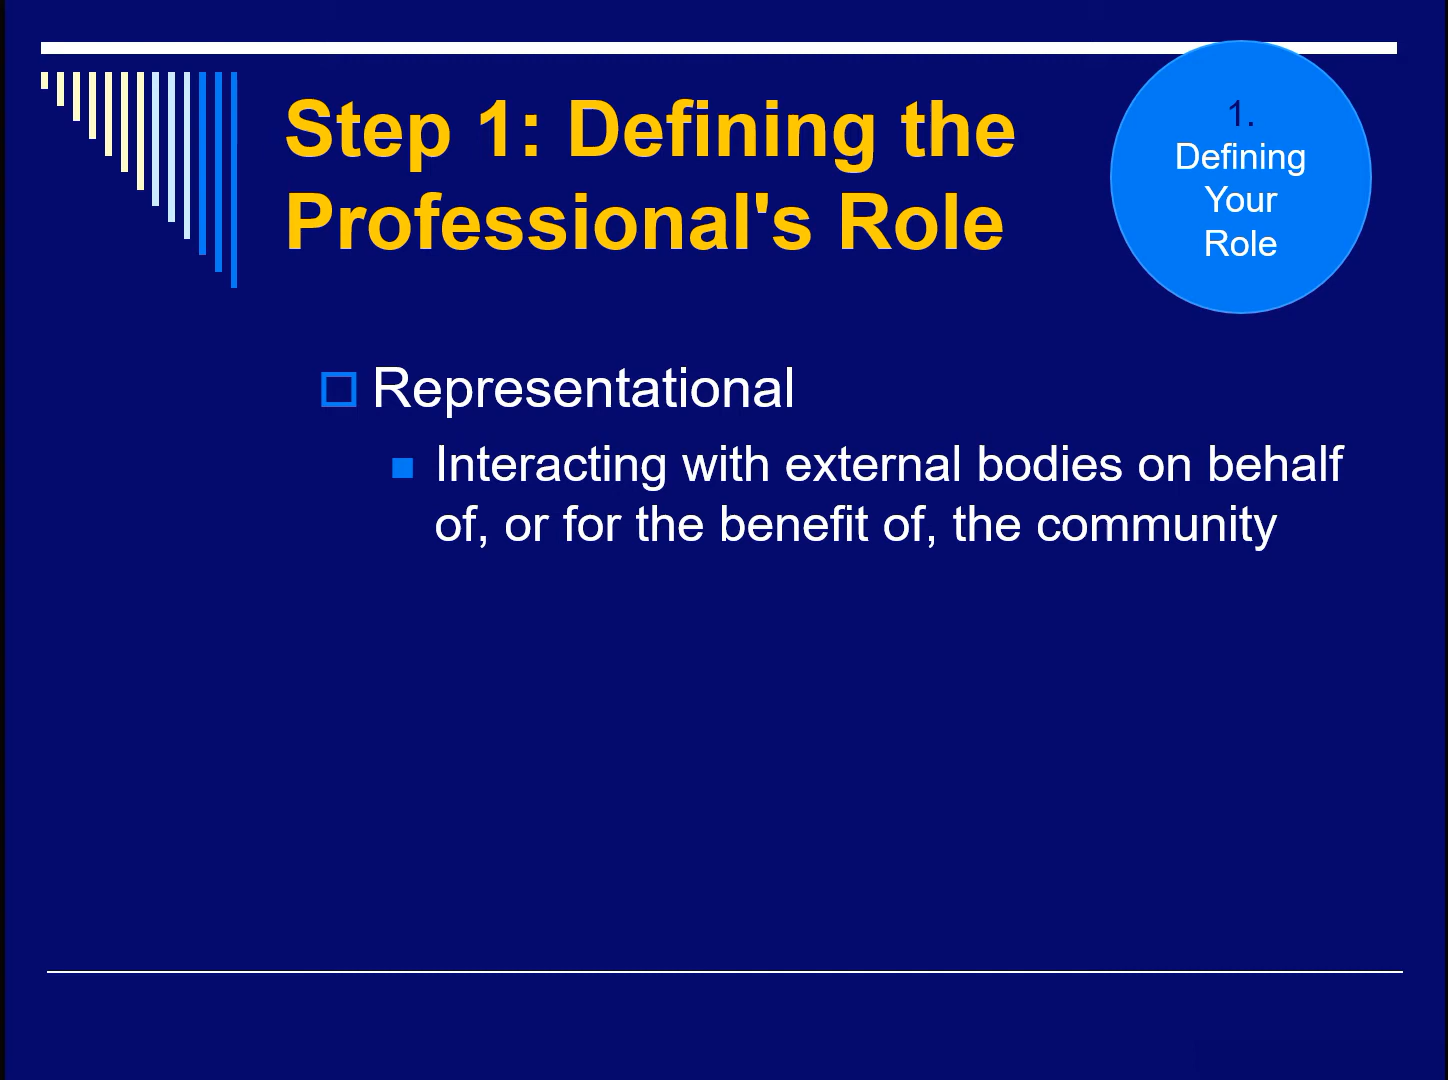 Step 1: Defining the
Professional's Role
1.
Defining
Your
Role
Representational
Interacting with external bodies on behalf
of, or for the benefit of, the community